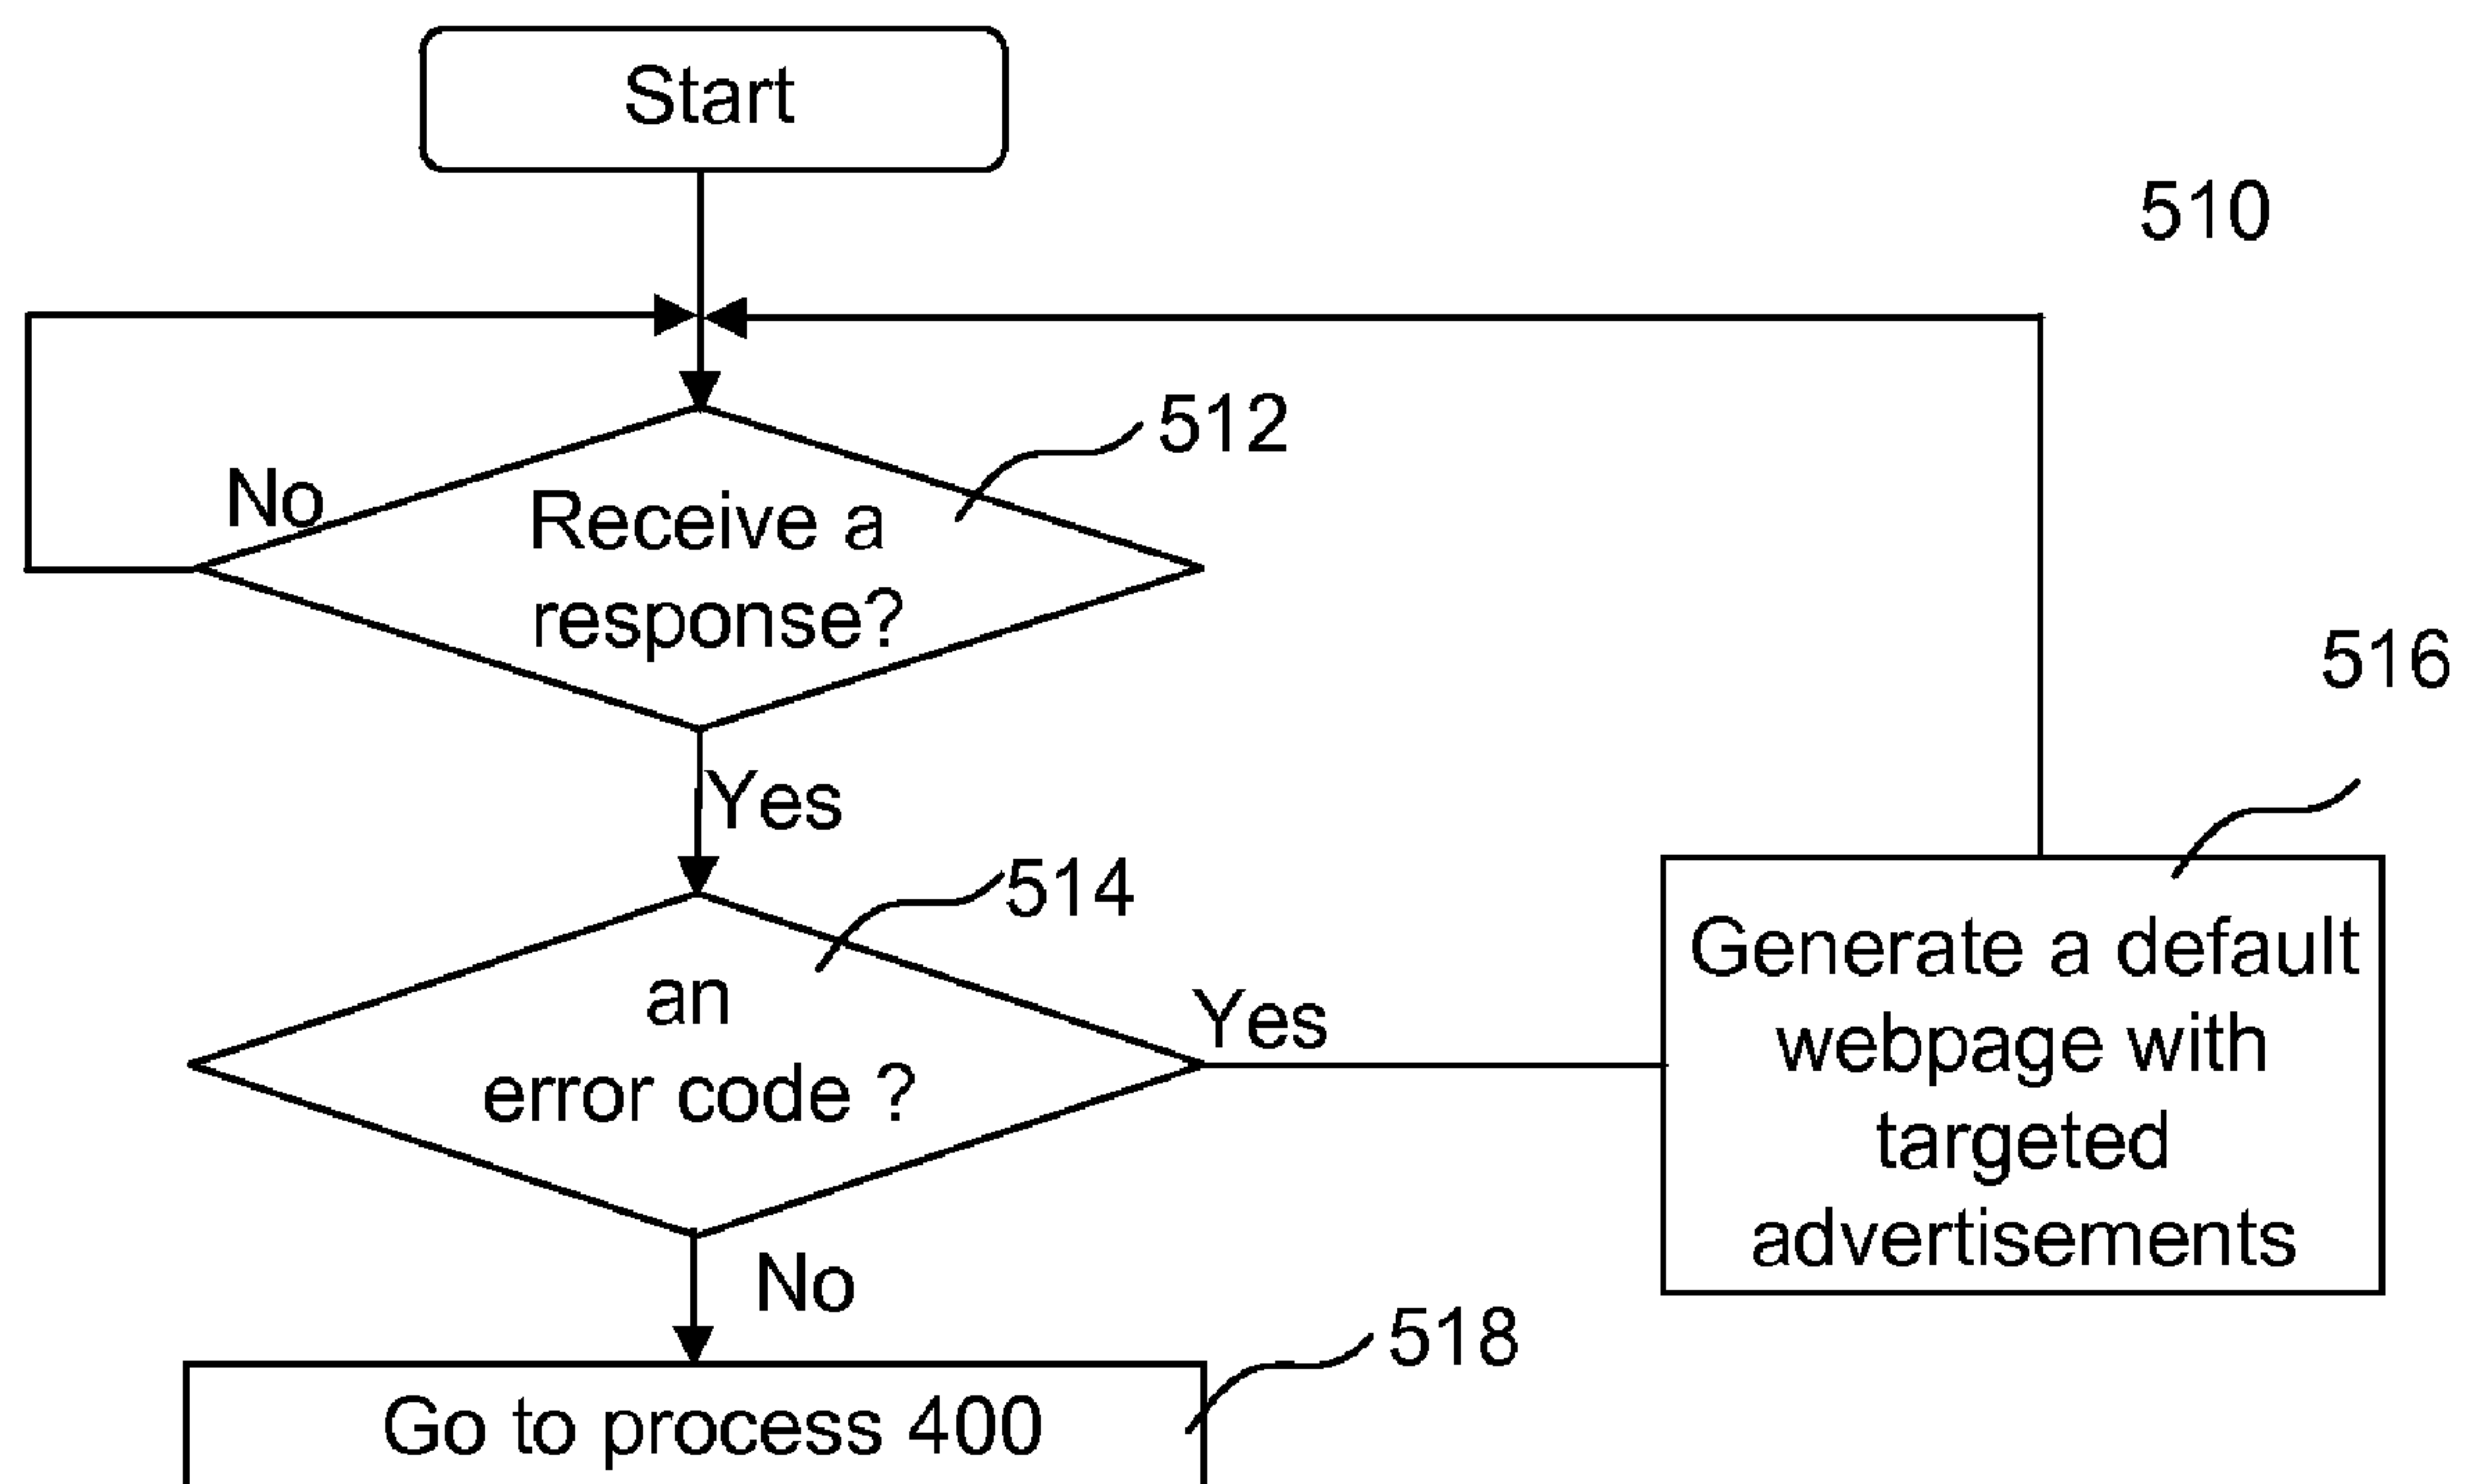 Start
510
512
No
Receive a
response?
516
Yes
514
an
error code ?
Yes
Generate a default
webpage with
targeted
advertisements
No
518
Go to process 400